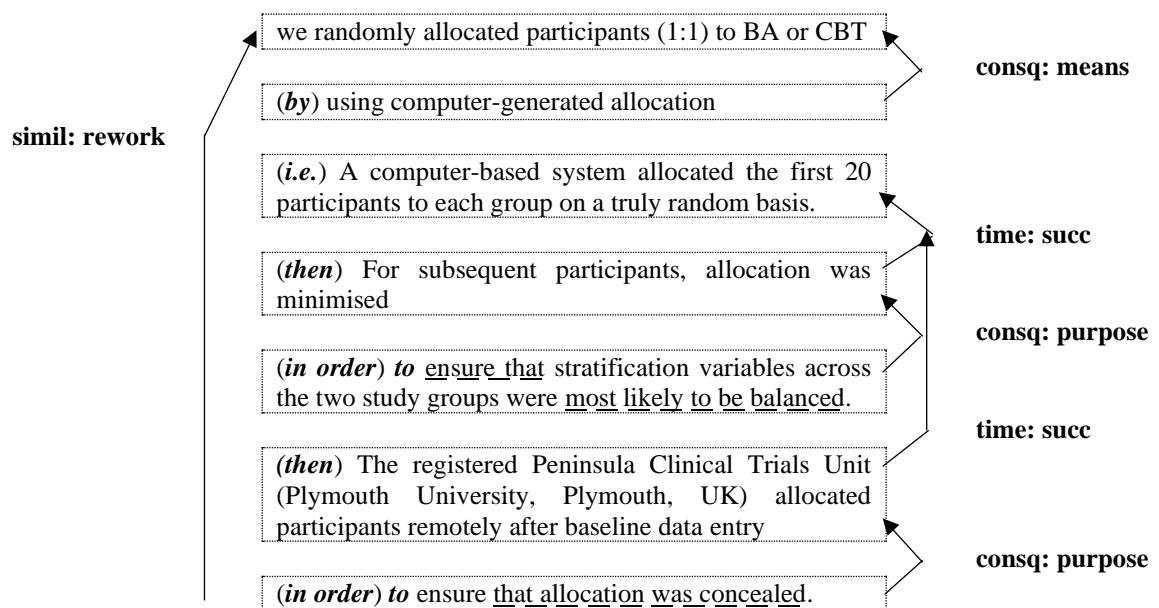 we randomly allocated participants (1:1) to BA or CBT
consq: means
(by) using computer-generated allocation
simil: rework
(i.e.) A computer-based system allocated the first 20
participants to each group on a truly random basis.
time: succ
(then) For subsequent participants, allocation was
minimised
consq: purpose
(in order) to ensure that stratification variables across
the two study groups were most likely to be balanced.
time: succ
(then) The registered Peninsula Clinical Trials Unit
(Plymouth University, Plymouth, UK) allocated
participants remotely after baseline data entry
consq: purpose
(in order) to ensure that allocation was concealed.